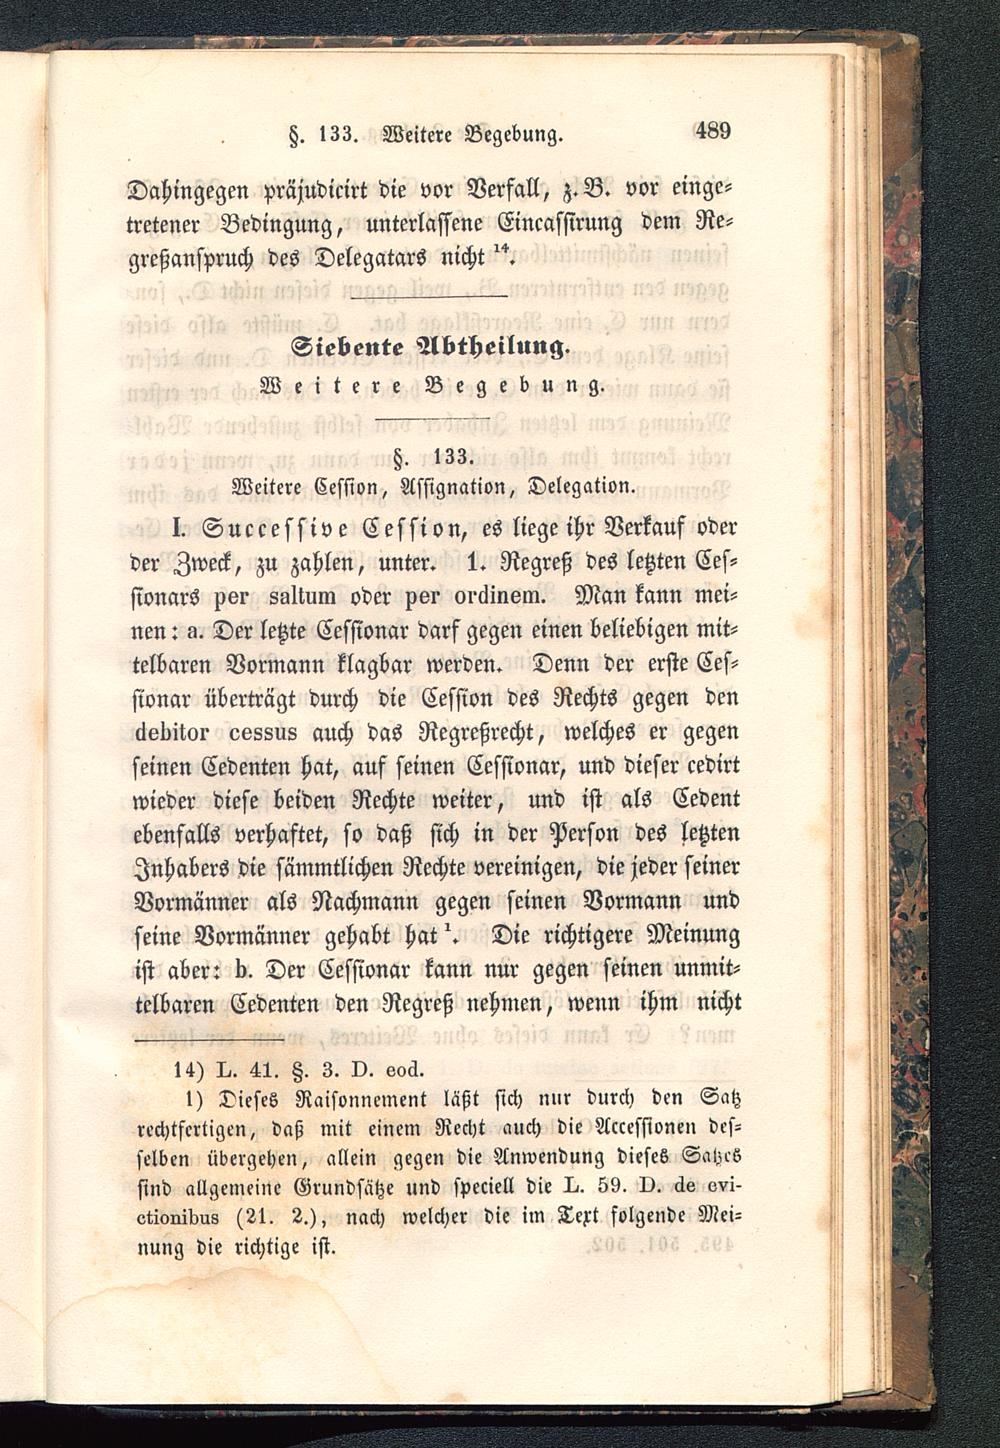 §. 133. Weitere Begebung. 489
Dahingegen präjudicirt die vor Verfall, z. B. vor einge-
tretener Bedingung, unterlassene Eincassirung dem Re-
greßanspruch des Delegatars nicht ¹⁴.
Siebente Abtheilung.
Weitere Begebung.
§. 133.
Weitere Cession, Assignation, Delegation.
I. Successive Cession, es liege ihr Verkauf oder
der Zweck, zu zahlen, unter. 1. Regreß des letzten Ces-
sionars per saltum oder per ordinem. Man kann mei-
nen: a. Der letzte Cessionar darf gegen einen beliebigen mit-
telbaren Vormann klagbar werden. Denn der erste Ces-
sionar überträgt durch die Cession des Rechts gegen den
debitor cessus auch das Regreßrecht, welches er gegen
seinen Cedenten hat, auf seinen Cessionar, und dieser cedirt
wieder diese beiden Rechte weiter, und ist als Cedent
ebenfalls verhaftet, so daß sich in der Person des letzten
Inhabers die sämmtlichen Rechte vereinigen, die jeder seiner
Vormänner als Nachmann gegen seinen Vormann und
seine Vormänner gehabt hat ¹. Die richtigere Meinung
ist aber: b. Der Cessionar kann nur gegen seinen unmit-
telbaren Cedenten den Regreß nehmen, wenn ihm nicht
14) L. 41. §. 3. D. eod.
1) Dieses Raisonnement läßt sich nur durch den Satz
rechtfertigen, daß mit einem Recht auch die Accessionen des-
selben übergehen, allein gegen die Anwendung dieses Satzes
sind allgemeine Grundsätze und speciell die L. 59. D. de evi-
ctionibus (21. 2.), nach welcher die im Text folgende Mei-
nung die richtige ist.